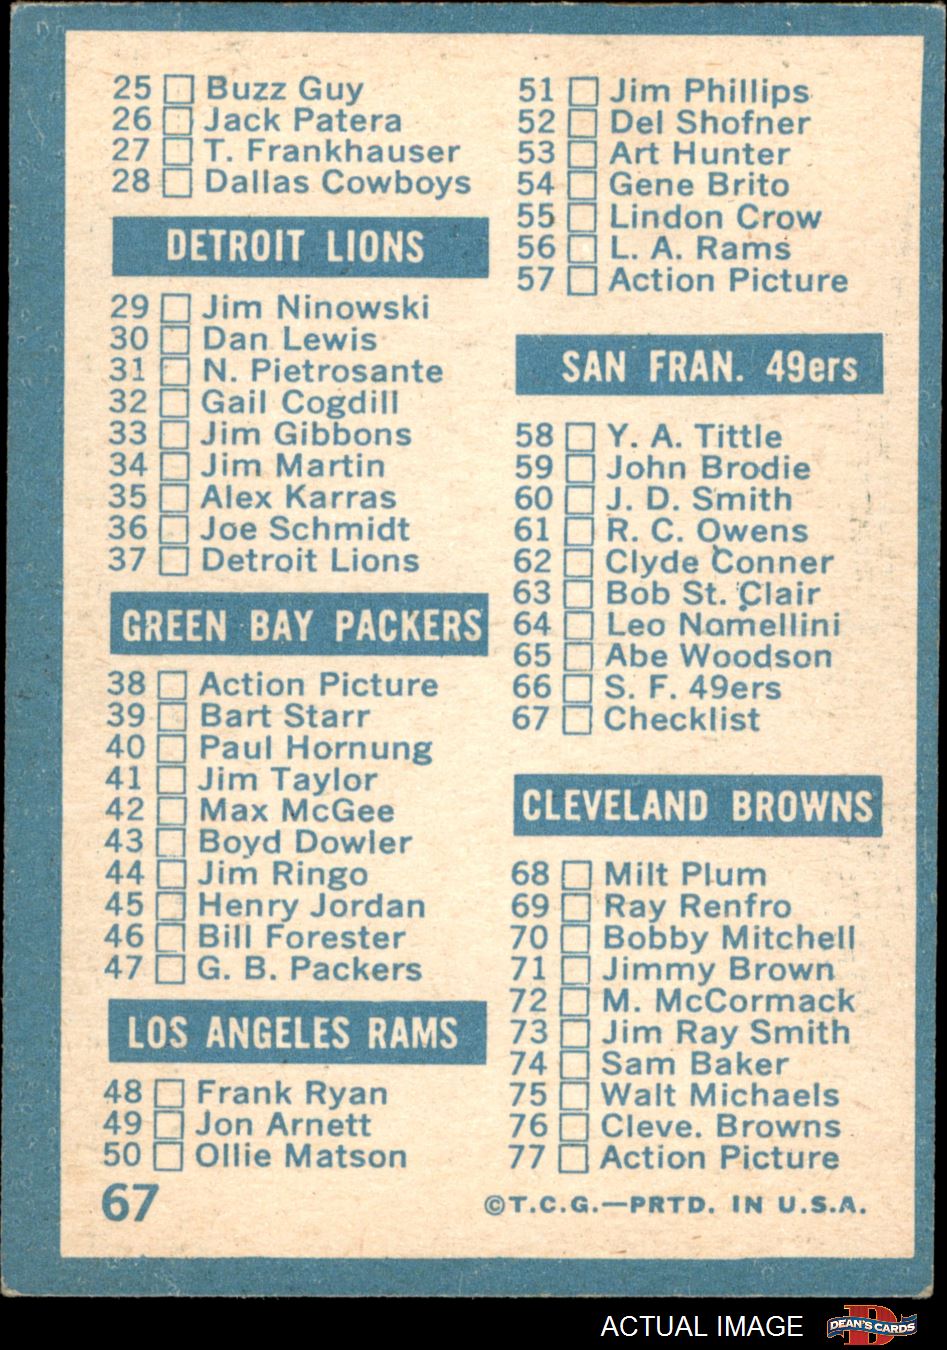 25 Buzz Guy
26 Jack Patera
27 T. Frankhauser
28 Dallas Cowboys
DETROIT LIONS
29 Jim Ninowski
30 Dan Lewis
31 N. Pietrosante
32 Gail Cogdill
33 Jim Gibbons
34 Jim Martin
35 Alex Karras
36 Joe Schmidt
37 Detroit Lions
GREEN BAY PACKERS
38 Action Picture
39 Bart Starr
40 Paul Hornung
41 Jim Taylor
42 Max McGee
43 Boyd Dowler
44 Jim Ringo
45 Henry Jordan
46 Bill Forester
47 G. B. Packers
LOS ANGELES RAMS
48 Frank Ryan
49 Jon Arnett
50 Ollie Matson
51 Jim Phillips
52 Del Shofner
53 Art Hunter
54 Gene Brito
55 Lindon Crow
56 L. A. Rams
57 Action Picture
SAN FRAN. 49ers
58 Y. A. Tittle
59 John Brodie
60 J. D. Smith
61 R. C. Owens
62 Clyde Conner
63 Bob St. Clair
64 Leo Nomellini
65 Abe Woodson
66 S. F. 49ers
67 Checklist
CLEVELAND BROWNS
68 Milt Plum
69 Ray Renfro
70 Bobby Mitchell
71 Jimmy Brown
72 M. McCormack
73 Jim Ray Smith
74 Sam Baker
75 Walt Michaels
76 Cleve. Browns
77 Action Picture
67
©T.C.G.—PRTD. IN U.S.A.
ACTUAL IMAGE
D
DEAN'S CARDS